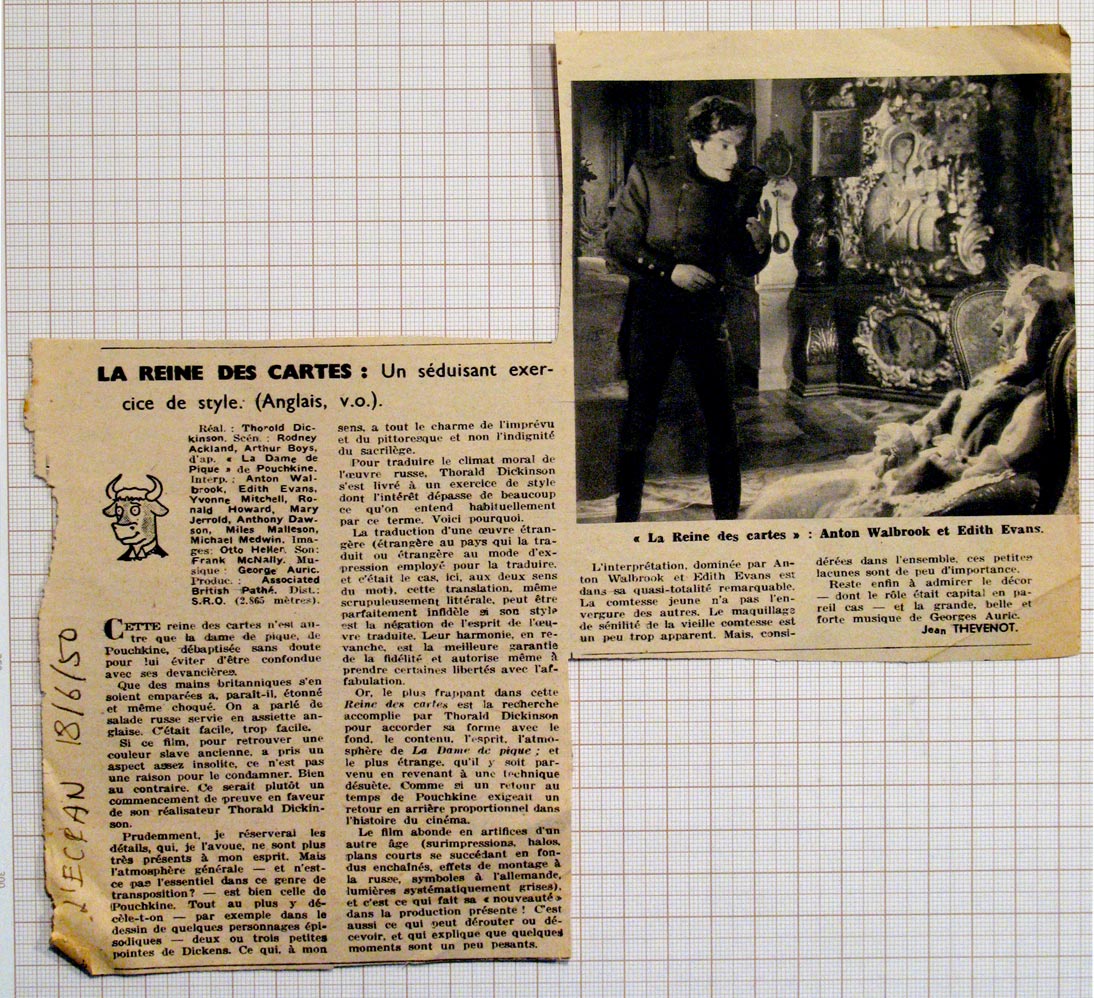 LA REINE DES CARTES : Un séduisant exer-
cice de style. (Anglais, v.o.).
Réal. : Thorold Dic-
kinson. Scén. : Rodney
Ackland, Arthur Boys,
d'ap. « La Dame de
Pique » de Pouchkine.
Interp. : Anton Wal-
brook, Edith Evans,
Yvonne Mitchell, Ro-
nald Howard, Mary
Jerrold, Anthony Daw-
son, Miles Malleson,
Michael Medwin. Ima-
ges: Otto Heller. Son:
Frank McNally. Mu-
sique : George Auric.
Produc. : Associated
British Pathé. Dist.:
S.R.O. (2.865 mètres).
CETTE reine des cartes n'est au-
tre que la dame de pique, de
Pouchkine, débaptisée sans doute
pour lui éviter d'être confondue
avec ses devancières.
Que des mains britanniques s'en
soient emparées a, paraît-il, étonné
et même choqué. On a parlé de
salade russe servie en assiette an-
glaise. C'était facile, trop facile.
Si ce film, pour retrouver une
couleur slave ancienne, a pris un
aspect assez insolite, ce n'est pas
une raison pour le condamner. Bien
au contraire. Ce serait plutôt un
commencement de preuve en faveur
de son réalisateur Thorald Dickin-
son.
Prudemment, je réserverai les
détails, qui, je l'avoue, ne sont plus
très présents à mon esprit. Mais
l'atmosphère générale — et n'est-
ce pas l'essentiel dans ce genre de
transposition ? — est bien celle de
Pouchkine. Tout au plus y dé-
cèle-t-on — par exemple dans le
dessin de quelques personnages épi-
sodiques — deux ou trois petites
pointes de Dickens. Ce qui, à mon
sens, a tout le charme de l'imprévu
et du pittoresque et non l'indignité
du sacrilège.
Pour traduire le climat moral de
l'œuvre russe, Thorald Dickinson
s'est livré à un exercice de style
dont l'intérêt dépasse de beaucoup
ce qu'on entend habituellement
par ce terme. Voici pourquoi.
La traduction d'une œuvre étran-
gère (étrangère au pays qui la tra-
duit ou étrangère au mode d'ex-
pression employé pour la traduire,
et c'était le cas, ici, aux deux sens
du mot), cette translation, même
scrupuleusement littérale, peut être
parfaitement infidèle si son style
est la négation de l'esprit de l'œu-
vre traduite. Leur harmonie, en re-
vanche, est la meilleure garantie
de la fidélité et autorise même à
prendre certaines libertés avec l'af-
fabulation.
Or, le plus frappant dans cette
Reine des cartes est la recherche
accomplie par Thorald Dickinson
pour accorder sa forme avec le
fond, le contenu, l'esprit, l'atmo-
sphère de La Dame de pique ; et
le plus étrange, qu'il y soit par-
venu en revenant à une technique
désuète. Comme si un retour au
temps de Pouchkine exigeait un
retour en arrière proportionnel dans
l'histoire du cinéma.
Le film abonde en artifices d'un
autre âge (surimpressions, halos,
plans courts se succédant en fon-
dus enchaînés, effets de montage à
la russe, symboles à l'allemande,
lumières systématiquement grises),
et c'est ce qui fait sa « nouveauté »
dans la production présente ! C'est
aussi ce qui peut dérouter ou dé-
cevoir, et qui explique que quelques
moments sont un peu pesants.
« La Reine des cartes » : Anton Walbrook et Edith Evans.
L'interprétation, dominée par An-
ton Walbrook et Edith Evans est
dans sa quasi-totalité remarquable.
La comtesse jeune n'a pas l'en-
vergure des autres. Le maquillage
de sénilité de la vieille comtesse est
un peu trop apparent. Mais, consi-
dérées dans l'ensemble, ces petites
lacunes sont de peu d'importance.
Reste enfin à admirer le décor
— dont le rôle était capital en pa-
reil cas — et la grande, belle et
forte musique de Georges Auric.
Jean THEVENOT.
L'ECRAN 18/6/50